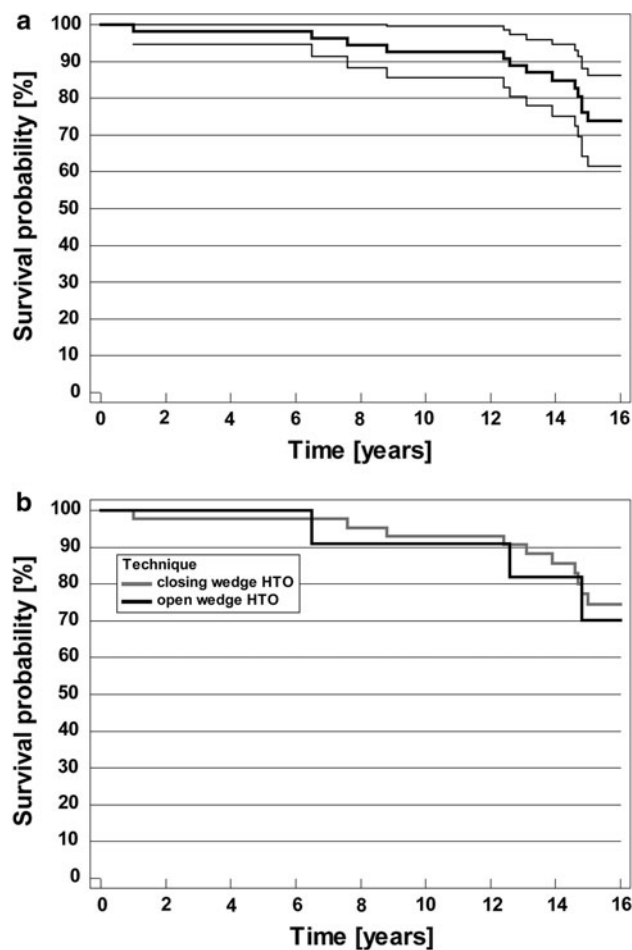 a
Survival probability [%]
100
90
80
70
60
50
40
30
20
10
0
0 2 4 6 8 10 12 14 16
Time [years]
b
Survival probability [%]
100
90
80
70
60
50
40
30
20
10
0
Technique
closing wedge HTO
open wedge HTO
0 2 4 6 8 10 12 14 16
Time [years]